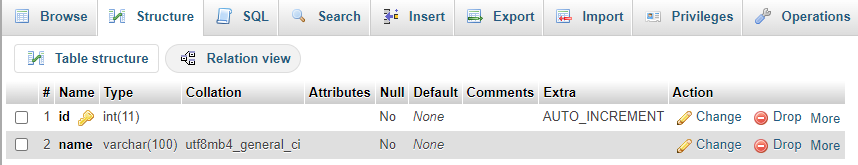 Browse Structure SQL Search Insert Export Import Privileges Operations
Table structure Relation view
# Name Type Collation Attributes Null Default Comments Extra Action
1 id int(11) No None AUTO_INCREMENT Change Drop More
2 name varchar(100) utf8mb4_general_ci No None Change Drop More